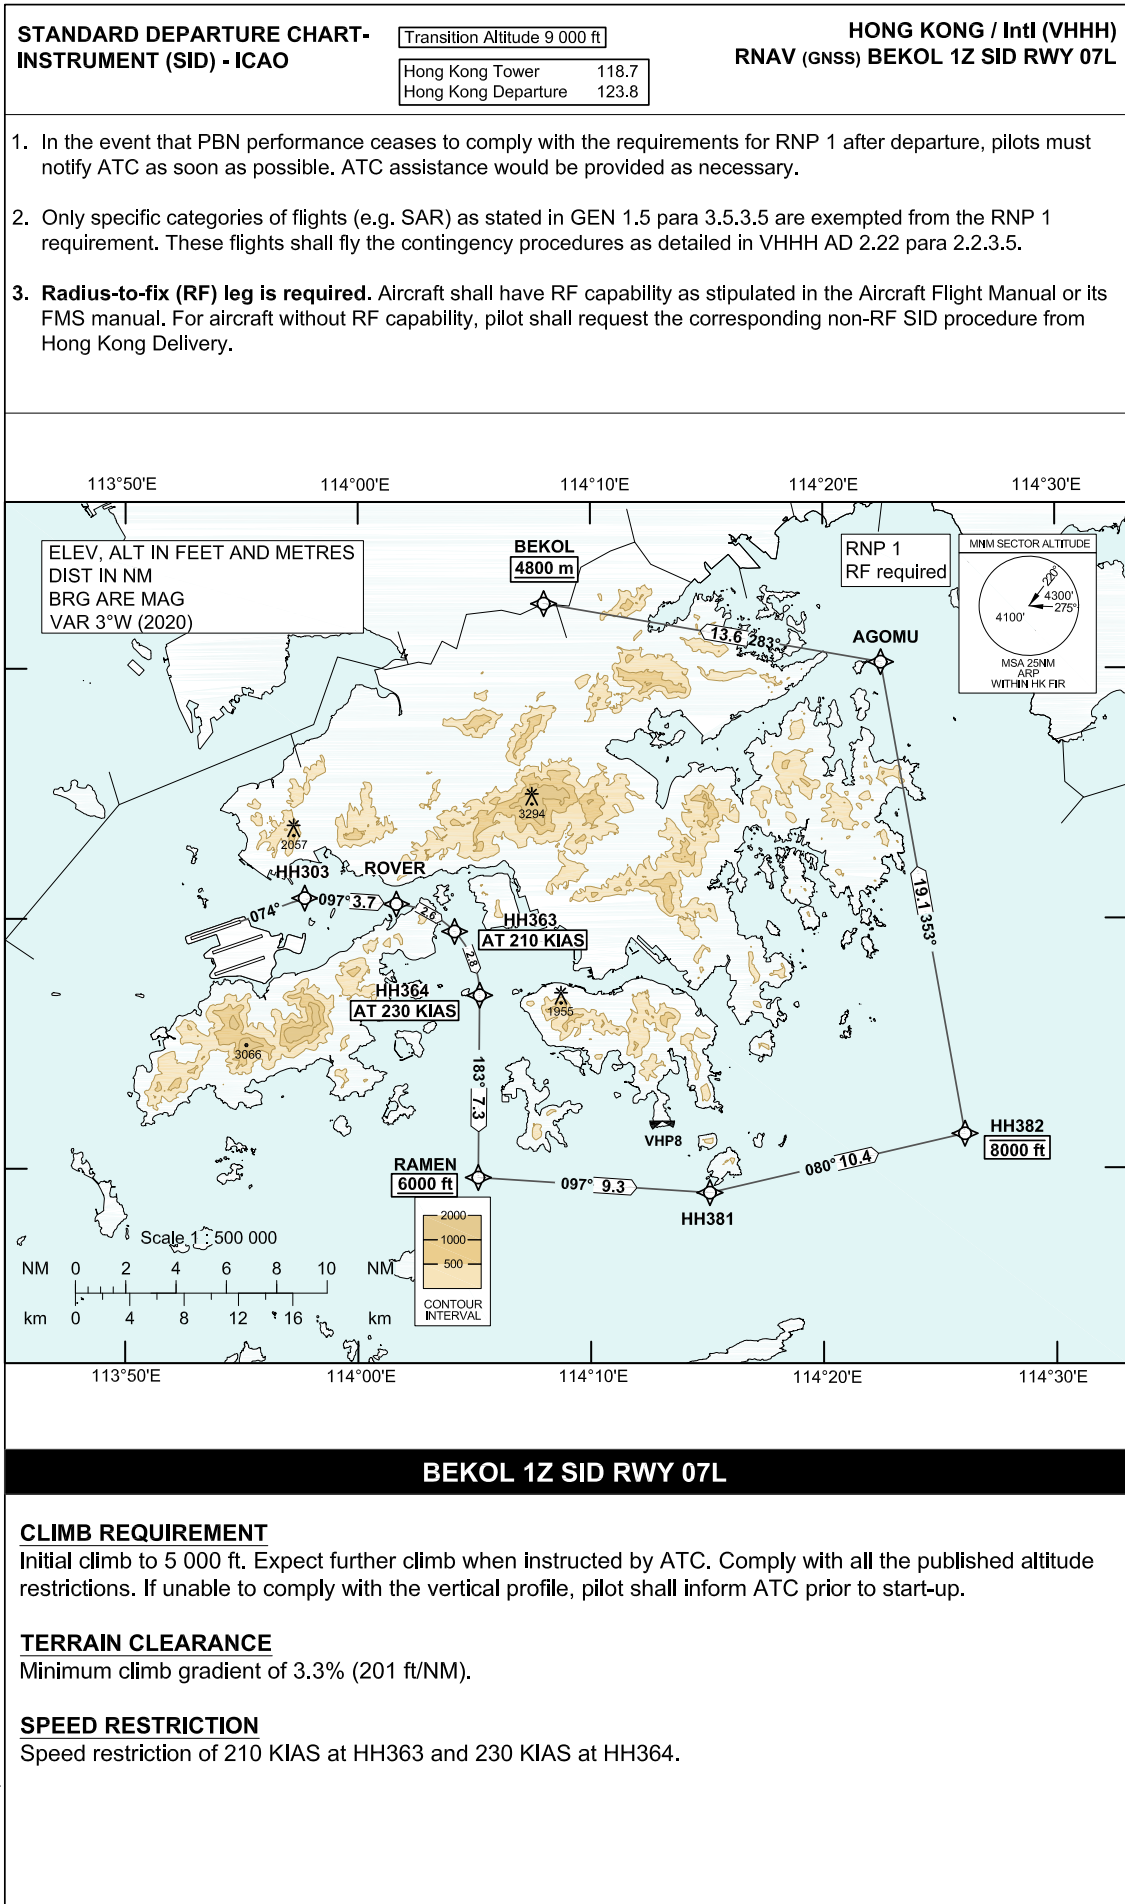 STANDARD DEPARTURE CHART-
INSTRUMENT (SID) - ICAO
Transition Altitude 9 000 ft
Hong Kong Tower 118.7
Hong Kong Departure 123.8
HONG KONG / Intl (VHHH)
RNAV (GNSS) BEKOL 1Z SID RWY 07L
1. In the event that PBN performance ceases to comply with the requirements for RNP 1 after departure, pilots must
notify ATC as soon as possible. ATC assistance would be provided as necessary.
2. Only specific categories of flights (e.g. SAR) as stated in GEN 1.5 para 3.5.3.5 are exempted from the RNP 1
requirement. These flights shall fly the contingency procedures as detailed in VHHH AD 2.22 para 2.2.3.5.
3. Radius-to-fix (RF) leg is required. Aircraft shall have RF capability as stipulated in the Aircraft Flight Manual or its
FMS manual. For aircraft without RF capability, pilot shall request the corresponding non-RF SID procedure from
Hong Kong Delivery.
113°50'E 114°00'E 114°10'E 114°20'E 114°30'E
ELEV, ALT IN FEET AND METRES
DIST IN NM
BRG ARE MAG
VAR 3°W (2020)
BEKOL
4800 m
RNP 1
RF required
MNM SECTOR ALTITUDE
220°
4300'
275°
4100'
MSA 25NM
ARP
WITHIN HK FIR
13.6 283°
AGOMU
3294
2057
HH303
ROVER
074°
097° 3.7
2.6
HH363
AT 210 KIAS
2.8
19.1 353°
HH364
AT 230 KIAS
1955
3066
183° 7.3
VHP8
HH382
8000 ft
RAMEN
6000 ft
097° 9.3
080° 10.4
HH381
2000
1000
500
CONTOUR
INTERVAL
Scale 1 : 500 000
NM 0 2 4 6 8 10 NM
km 0 4 8 12 16 km
113°50'E 114°00'E 114°10'E 114°20'E 114°30'E
BEKOL 1Z SID RWY 07L
CLIMB REQUIREMENT
Initial climb to 5 000 ft. Expect further climb when instructed by ATC. Comply with all the published altitude
restrictions. If unable to comply with the vertical profile, pilot shall inform ATC prior to start-up.
TERRAIN CLEARANCE
Minimum climb gradient of 3.3% (201 ft/NM).
SPEED RESTRICTION
Speed restriction of 210 KIAS at HH363 and 230 KIAS at HH364.